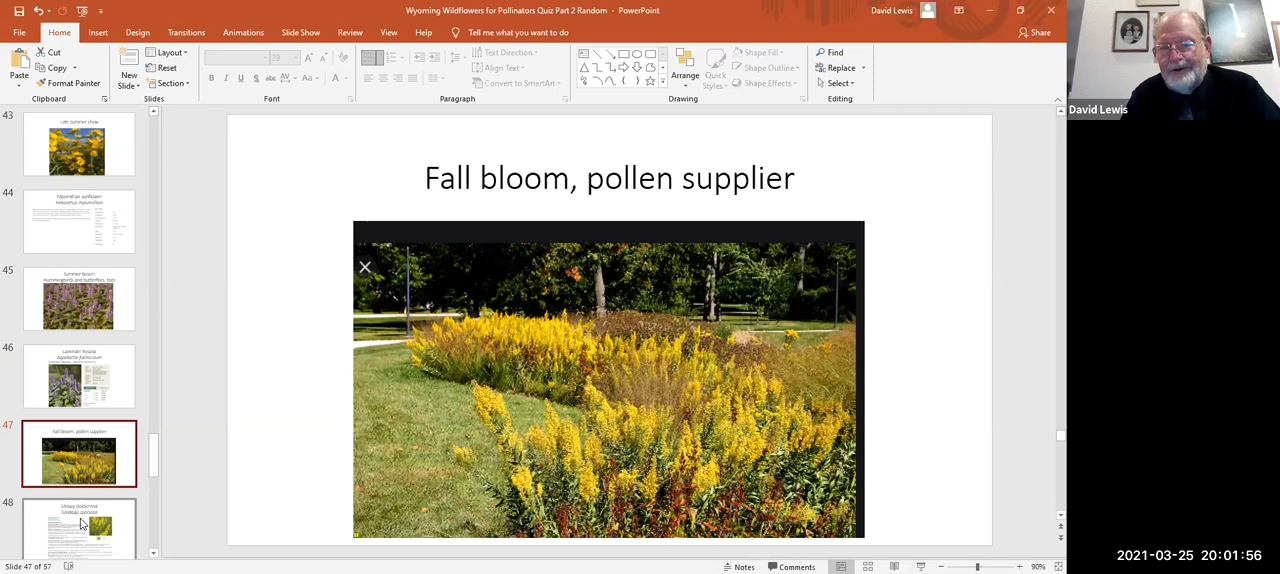 Wyoming Wildflowers for Pollinators Quiz Part 2 Random - PowerPoint
David Lewis
File Home Insert Design Transitions Animations Slide Show Review View Help Tell me what you want to do
Share
Paste
Cut
Copy
Format Painter
Clipboard
New
Slide
Layout
Reset
Section
Slides
28
B I U S abc AV Aa A
Font
Text Direction
Align Text
Convert to SmartArt
Paragraph
Arrange
Quick
Styles
Shape Fill
Shape Outline
Shape Effects
Drawing
Find
Replace
Select
Editing
David Lewis
43
Late summer show
44
Maximilian sunflower
Helianthus maximiliani
45
Summer bloom
Hummingbirds and butterflies, too!
46
Lavender hyssop
Agastache foeniculum
47
Fall bloom, pollen supplier
48
Showy Goldenrod
Solidago speciosa
Fall bloom, pollen supplier
Slide 47 of 57
Notes
Comments
90%
2021-03-25 20:01:56